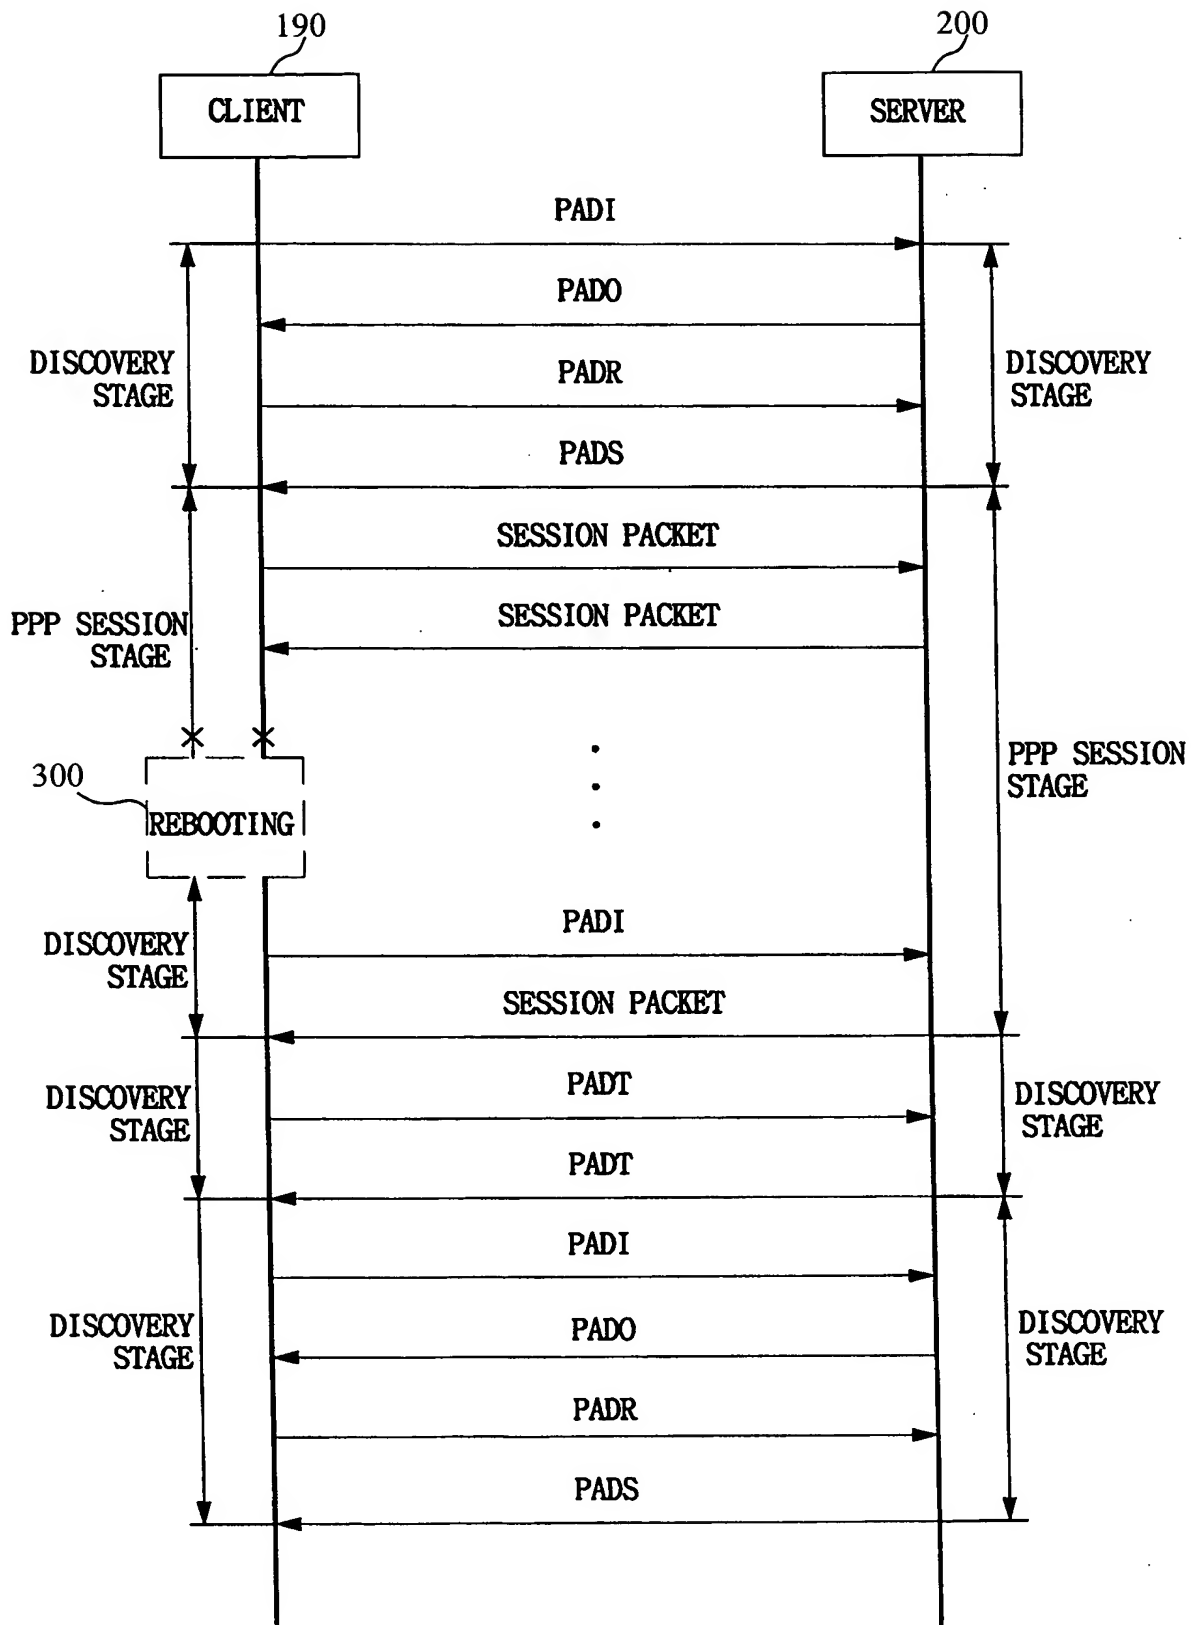 190
200
CLIENT
SERVER
PADI
PADO
DISCOVERY
STAGE
DISCOVERY
STAGE
PADR
PADS
SESSION PACKET
PPP SESSION
STAGE
SESSION PACKET
PPP SESSION
STAGE
300
REBOOTING
PADI
DISCOVERY
STAGE
SESSION PACKET
PADT
DISCOVERY
STAGE
DISCOVERY
STAGE
PADT
PADI
DISCOVERY
STAGE
PADO
DISCOVERY
STAGE
PADR
PADS